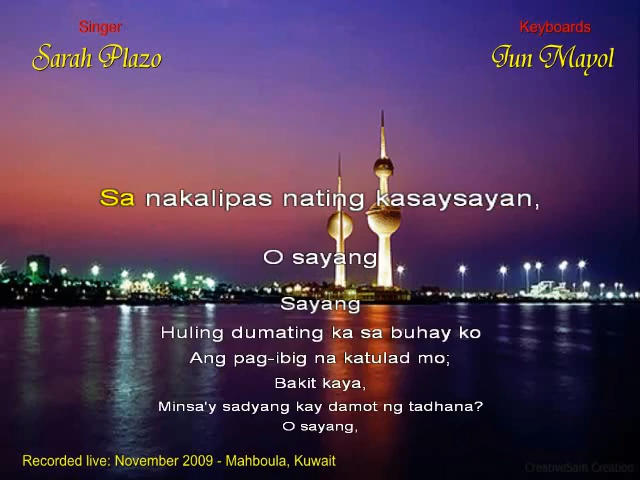 Singer
Sarah Plazo
Keyboards
Jun Mayol
Sa nakalipas nating kasaysayan,
O sayang
Sayang
Huling dumating ka sa buhay ko
Ang pag-ibig na katulad mo;
Bakit kaya,
Minsa'y sadyang kay damot ng tadhana?
O sayang,
Recorded live: November 2009 - Mahboula, Kuwait
CreativeSam Creation